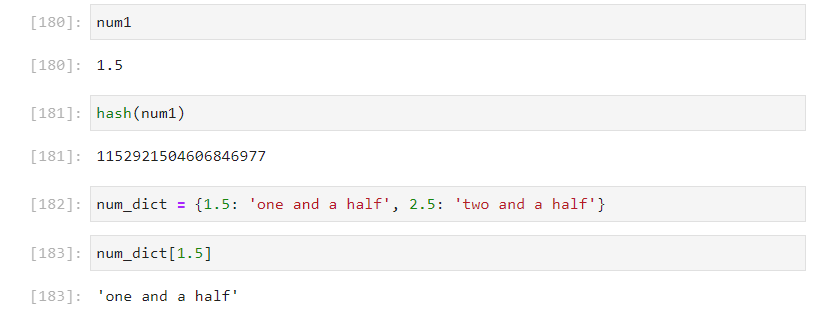 [180]: num1
[180]: 1.5
[181]: hash(num1)
[181]: 1152921504606846977
[182]: num_dict = {1.5: 'one and a half', 2.5: 'two and a half'}
[183]: num_dict[1.5]
[183]: 'one and a half'